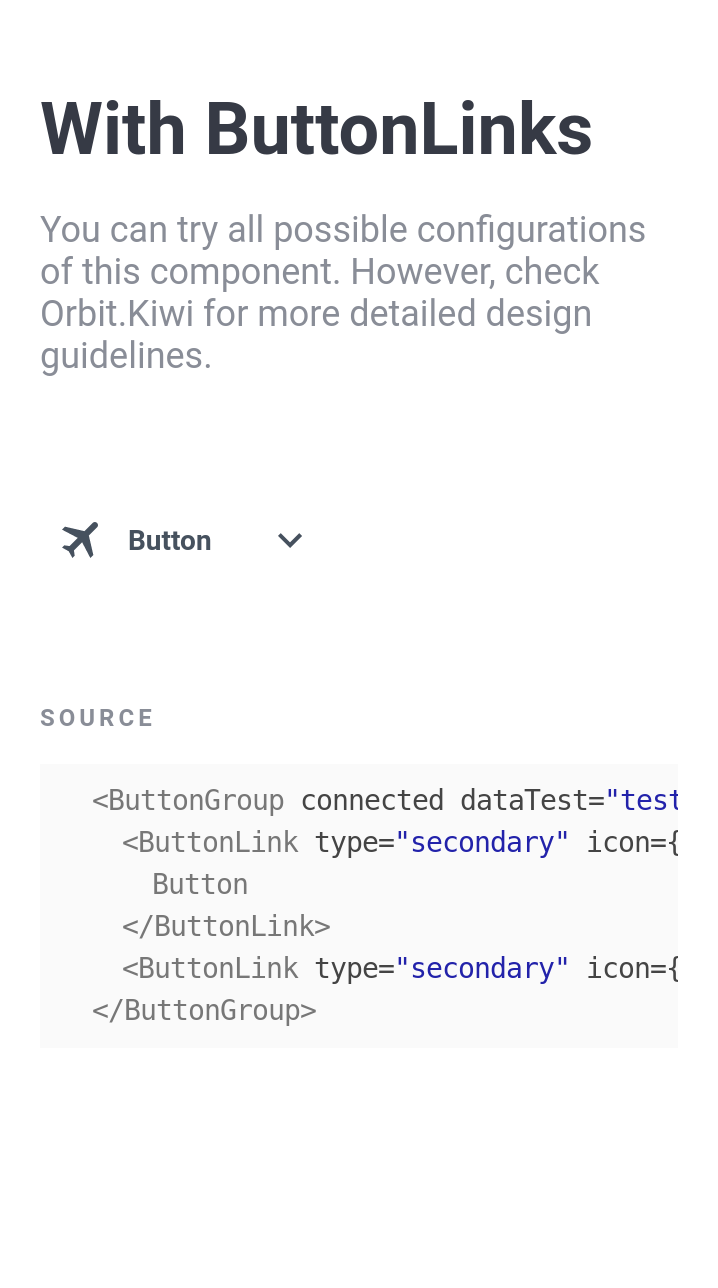 With ButtonLinks
You can try all possible configurations
of this component. However, check
Orbit.Kiwi for more detailed design
guidelines.
Button
SOURCE
<ButtonGroup connected dataTest="test
<ButtonLink type="secondary" icon={
Button
</ButtonLink>
<ButtonLink type="secondary" icon={
</ButtonGroup>